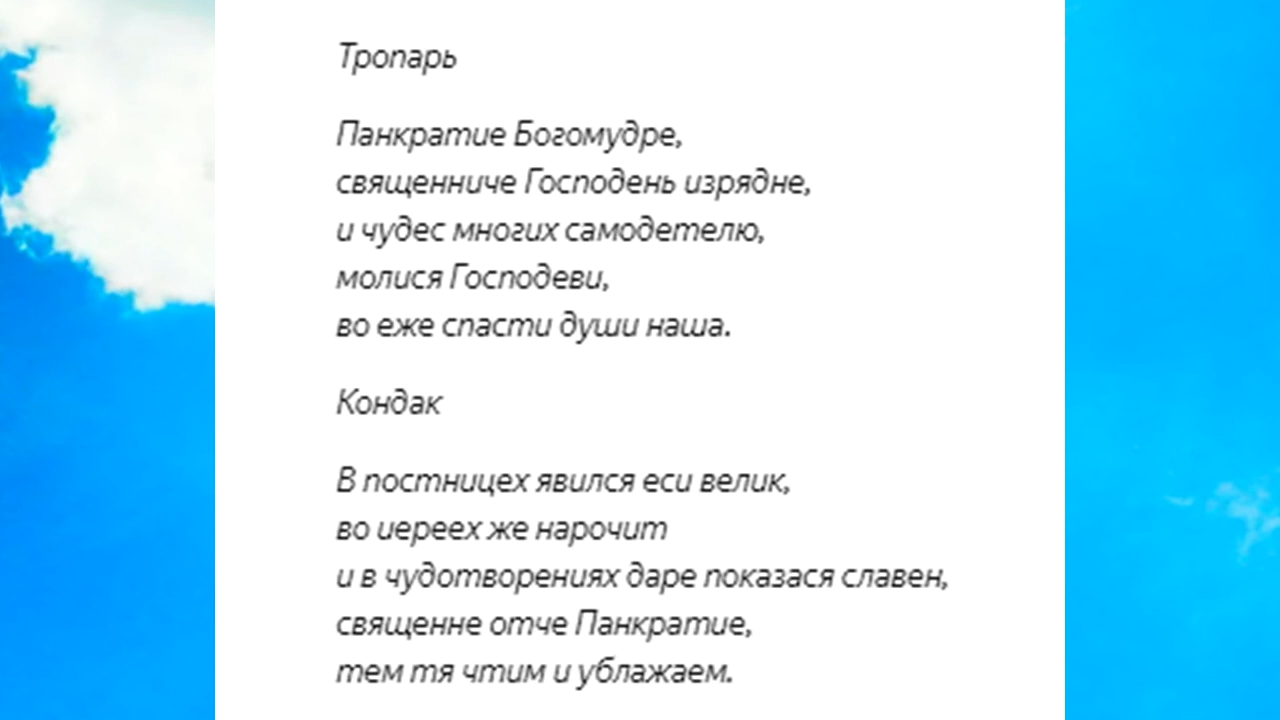 Тропарь
Панкратие Богомудре,
священниче Господень изрядне,
и чудес многих самодетелю,
молися Господеви,
во еже спасти души наша.
Кондак
В постницех явился еси велик,
во иереех же нарочит
и в чудотворениях даре показася славен,
священне отче Панкратие,
тем тя чтим и ублажаем.